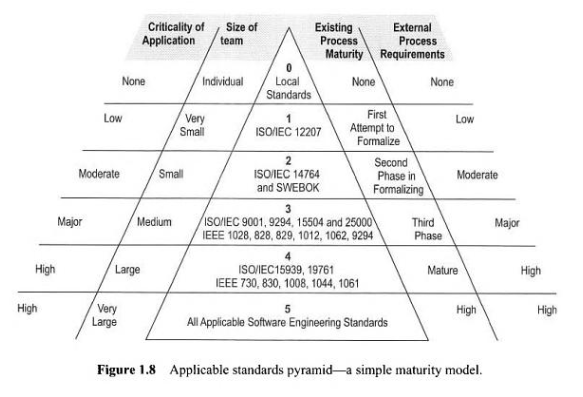 Criticality of Application
Size of team
Existing Process Maturity
External Process Requirements
None
Individual
0
Local
Standards
None
None
Low
Very
Small
1
ISO/IEC 12207
First
Attempt to
Formalize
Low
Moderate
Small
2
ISO/IEC 14764
and SWEBOK
Second
Phase in
Formalizing
Moderate
Major
Medium
3
ISO/IEC 9001, 9294, 15504 and 25000
IEEE 1028, 828, 829, 1012, 1062, 9294
Third
Phase
Major
High
Large
4
ISO/IEC15939, 19761
IEEE 730, 830, 1008, 1044, 1061
Mature
High
High
Very
Large
5
All Applicable Software Engineering Standards
High
High
Figure 1.8 Applicable standards pyramid—a simple maturity model.